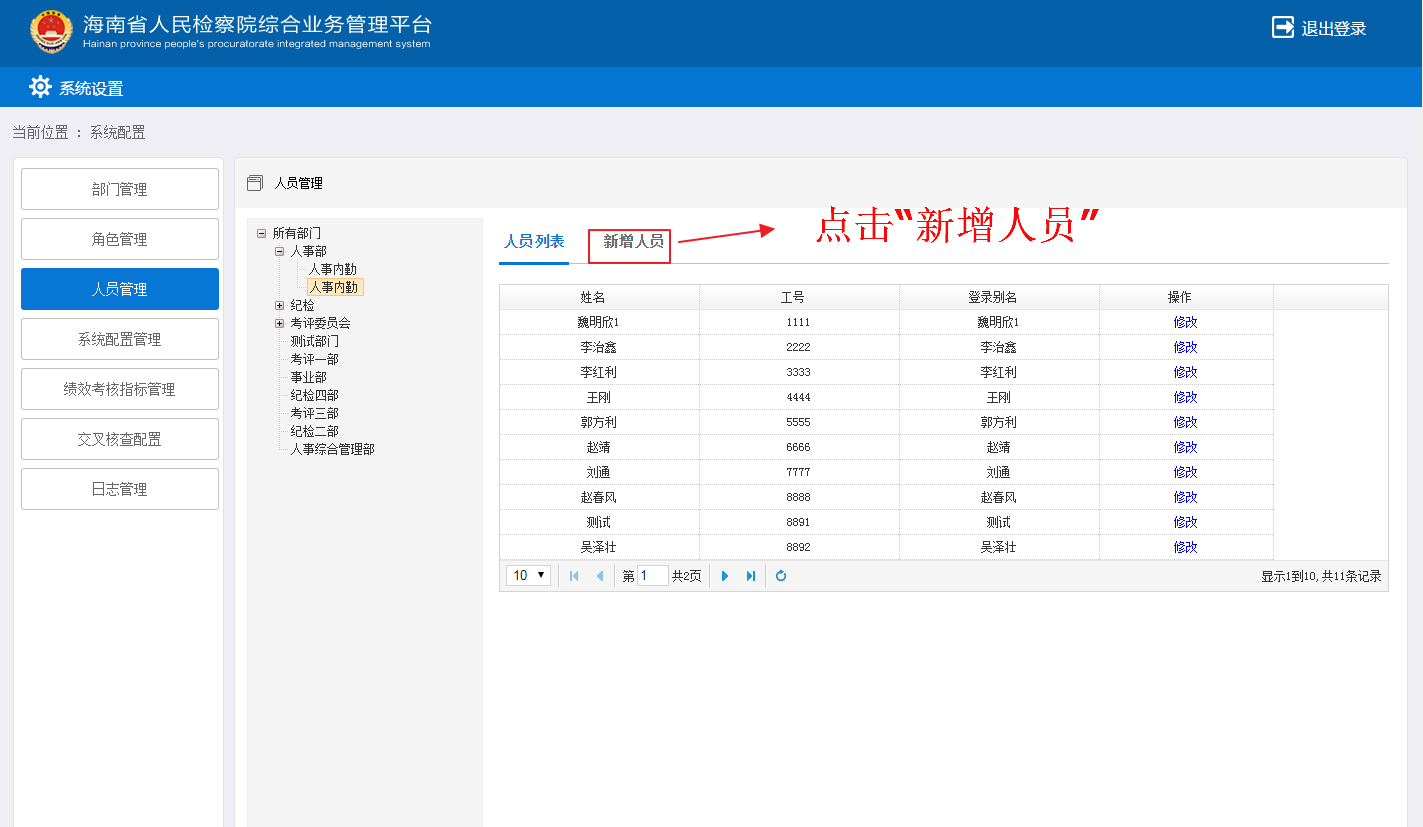 海南省人民检察院综合业务管理平台
Hainan province people's procuratorate integrated management system
退出登录
系统设置
当前位置 : 系统配置
部门管理
角色管理
人员管理
系统配置管理
绩效考核指标管理
交叉核查配置
日志管理
人员管理
所有部门
人事部
人事内勤
人事内勤
纪检
考评委员会
测试部门
考评一部
事业部
纪检四部
考评三部
纪检二部
人事综合管理部
人员列表 新增人员
点击“新增人员”
姓名 工号 登录别名 操作
魏明欣1 1111 魏明欣1 修改
李治鑫 2222 李治鑫 修改
李红利 3333 李红利 修改
王刚 4444 王刚 修改
郭方利 5555 郭方利 修改
赵靖 6666 赵靖 修改
刘通 7777 刘通 修改
赵春风 8888 赵春风 修改
测试 8891 测试 修改
吴泽壮 8892 吴泽壮 修改
10 第 1 共2页 显示1到10, 共11条记录